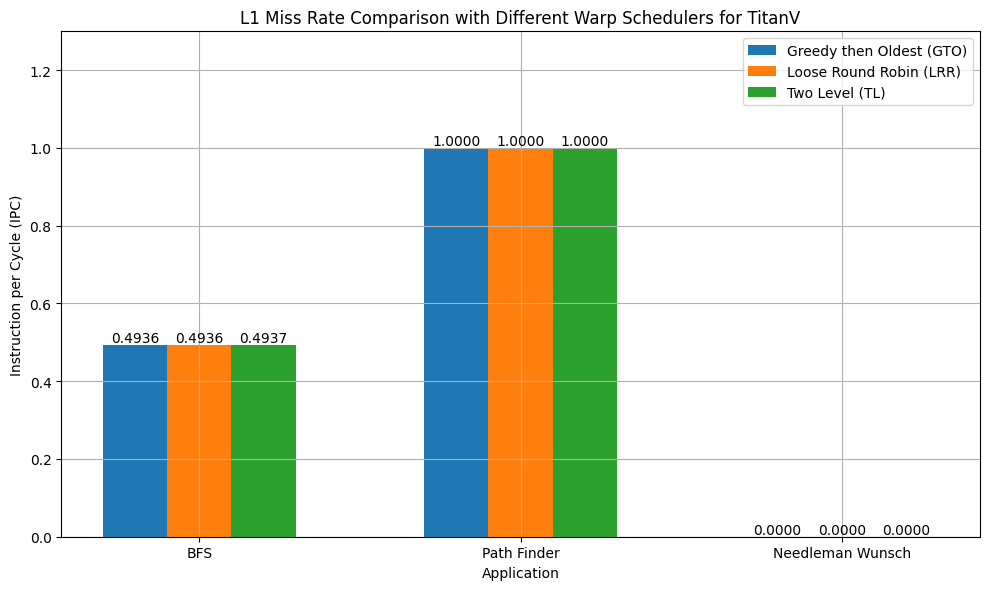 L1 Miss Rate Comparison with Different Warp Schedulers for TitanV
Greedy then Oldest (GTO)
Loose Round Robin (LRR)
Two Level (TL)
Instruction per Cycle (IPC)
1.2
1.0
0.8
0.6
0.4
0.2
0.0
0.4936
0.4936
0.4937
1.0000
1.0000
1.0000
0.0000
0.0000
0.0000
BFS
Path Finder
Needleman Wunsch
Application